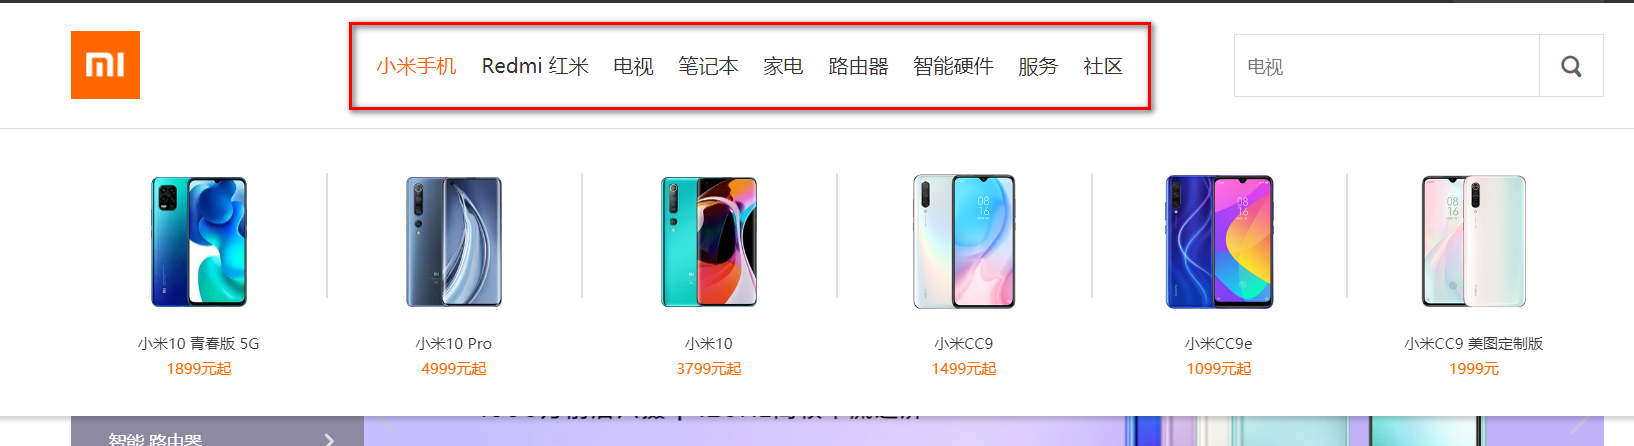 小米手机 Redmi 红米 电视 笔记本 家电 路由器 智能硬件 服务 社区
电视
小米10 青春版 5G
1899元起
小米10 Pro
4999元起
小米10
3799元起
小米CC9
1499元起
小米CC9e
1099元起
小米CC9 美图定制版
1999元
智能 路由器